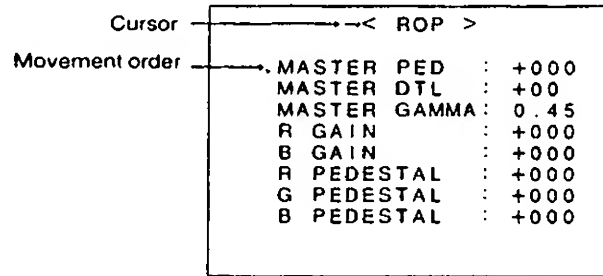 Cursor → < ROP >
Movement order → MASTER PED : +000
MASTER DTL : +00
MASTER GAMMA: 0.45
R GAIN : +000
B GAIN : +000
R PEDESTAL : +000
G PEDESTAL : +000
B PEDESTAL : +000